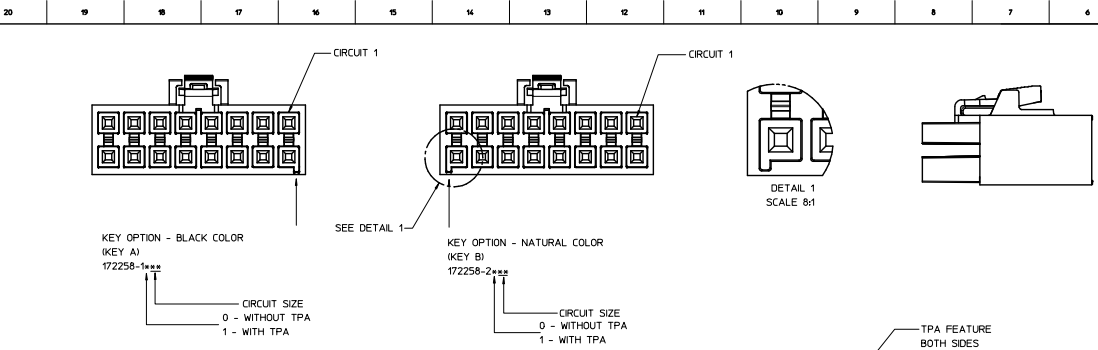 20 19 18 17 16 15 14 13 12 11 10 9 8 7 6
CIRCUIT 1
CIRCUIT 1
DETAIL 1
SCALE 8:1
SEE DETAIL 1
KEY OPTION - BLACK COLOR
(KEY A)
172258-1***
CIRCUIT SIZE
0 - WITHOUT TPA
1 - WITH TPA
KEY OPTION - NATURAL COLOR
(KEY B)
172258-2***
CIRCUIT SIZE
0 - WITHOUT TPA
1 - WITH TPA
TPA FEATURE
BOTH SIDES